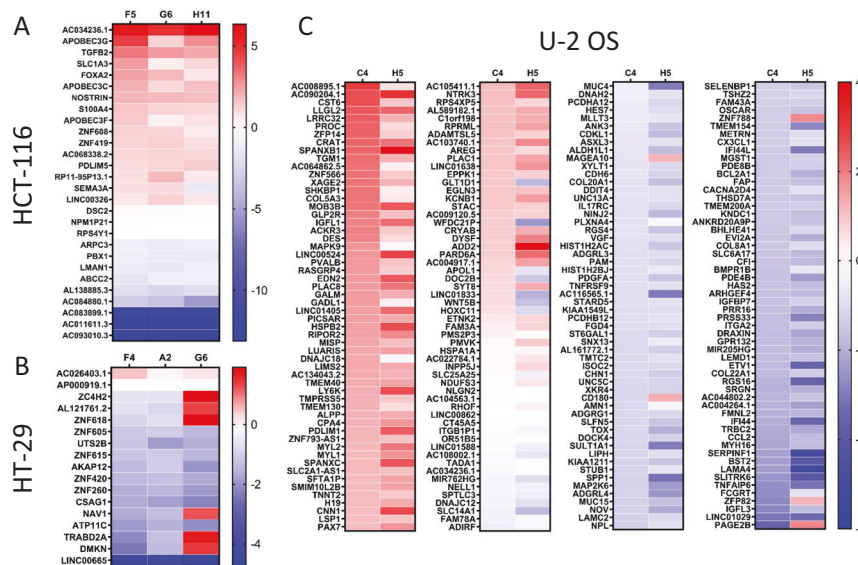 A
HCT-116
F5 G6 H11
AC034236.1
APOBEC3G
TGFB2
SLC1A3
FOXA2
APOBEC3C
NOSTRIN
S100A4
APOBEC3F
ZNF608
ZNF419
AC068338.2
PDLIM5
RP11-95P13.1
SEMA3A
LINC00326
DSC2
NPM1P21
RPS4Y1
ARPC3
PBX1
LMAN1
ABCC2
AL138885.3
AC084880.1
AC083899.1
AC011611.3
AC093010.3
5
0
-5
-10
B
HT-29
F4 A2 G6
AC026403.1
AP000919.1
ZC4H2
AL121761.2
ZNF618
ZNF605
UTS2B
ZNF615
AKAP12
ZNF420
ZNF260
CSAG1
NAV1
ATP11C
TRABD2A
DMKN
LINC00665
2
0
-2
-4
C
U-2 OS
C4 H5
AC008895.1
AC090204.1
CST6
LLGL2
LRRC32
PROC
ZFP14
CRAT
SPANXB1
TGM1
AC064862.5
ZNF566
XAGE2
SHKBP1
COL5A3
MOB3B
GLP2R
IGFL1
ACKR3
DES
MAPK9
LINC00524
PVALB
RASGRP4
EDN2
PLAC8
GALM
GADL1
LINC01405
PICSAR
HSPB2
RIPOR2
MISP
LUARIS
DNAJC18
LIMS2
AC134043.2
TMEM40
LY6K
TMPRSS5
TMEM130
ALPP
CPA4
PDLIM1
ZNF793-AS1
MYL2
MYL1
SPANXC
SLC2A1-AS1
SFTA1P
SMIM10L2B
TNNT2
H19
CNN1
LSP1
PAX7
C4 H5
AC105411.1
NTRK3
RPS4XP5
AL589182.1
C1orf198
RPRML
ADAMTSL5
AC103740.1
AREG
PLAC1
LINC01638
EPPK1
GLT1D1
EGLN3
KCNB1
STAC
AC009120.5
WFDC21P
CRYAB
DYSF
ADD2
PARD6A
AC004917.1
APOL1
DOC2B
SYT8
LINC01833
WNT5B
HOXC11
ETNK2
FAM3A
PMS2P3
PMVK
HSPA1A
AC022784.1
INPP5J
SLC25A25
NDUFS3
NLGN2
AC104563.1
RHOF
LINC00862
CT45A5
ITGB1P1
OR51B5
LINC01588
AC108002.1
TADA1
AC034236.1
MIR762HG
NELL1
SPTLC3
DNAJC12
SLC14A1
FAM78A
ADIRF
C4 H5
MUC4
DNAH2
PCDHA12
HES7
MLLT3
ANK3
CDKL1
ASXL3
ALDH1L1
MAGEA10
XYLT1
CDH6
COL20A1
DDIT4
UNC13A
IL17RC
NINJ2
PLXNA4
RGS4
VGF
HIST1H2AC
ADGRL3
PAM
HIST1H2BJ
PDGFA
TNFRSF9
AC116565.1
STARD5
KIAA1549L
PCDHB12
FGD4
ST6GAL1
SNX13
AL161772.1
TMTC2
ISOC2
CHN1
UNC5C
XKR4
CD180
AMN1
ADGRG1
SLFN5
TOX
DOCK4
SULT1A1
LIPH
KIAA1211
STUB1
SPP1
MAP2K6
ADGRL4
MUC15
NOV
LAMC2
NPL
C4 H5
SELENBP1
TSHZ2
FAM43A
OSCAR
ZNF788
TMEM154
METRN
CX3CL1
IFI44L
MGST1
PDE8B
BCL2A1
FAP
CACNA2D4
THSD7A
TMEM200A
KNDC1
ANKRD20A9P
BHLHE41
EVI2A
COL8A1
SLC6A17
CFI
BMPR1B
PDE4B
HAS2
ARHGEF4
IGFBP7
PRR16
PRSS33
ITGA2
DRAXIN
GPR132
MIR205HG
LEMD1
ETV1
COL22A1
RGS16
SRGN
AC044802.2
AC004264.1
FMNL2
IFI44
TRBC2
CCL2
MYH16
SERPINF1
BST2
LAMA4
SLITRK6
TNFAIP6
FCGRT
ZFP82
IGFL3
LINC01029
PAGE2B